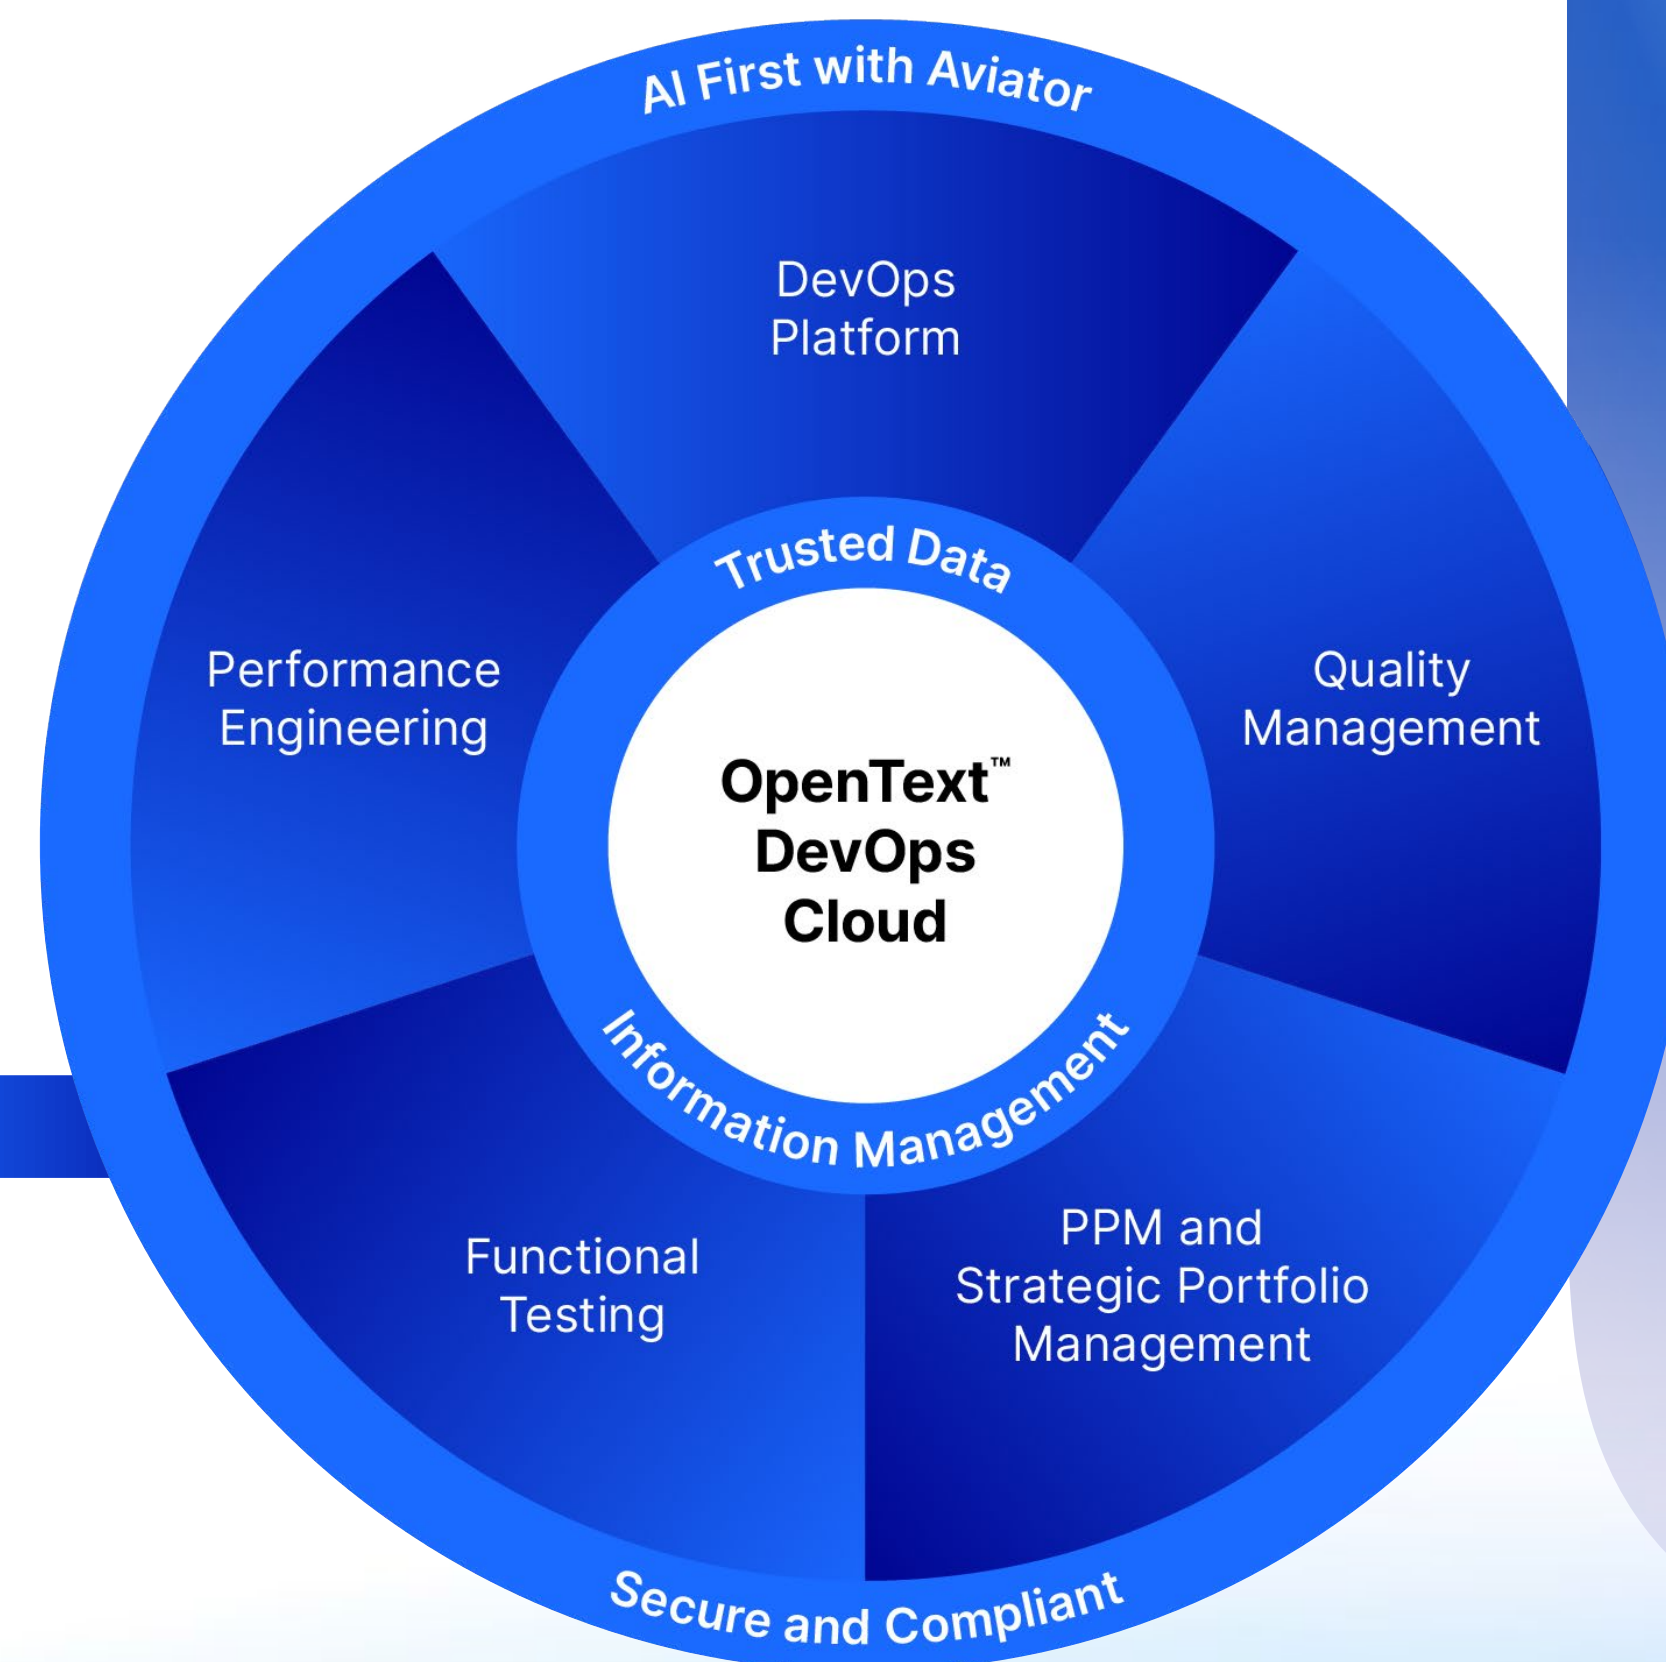 AI First with Aviator
DevOps
Platform
Trusted Data
Performance
Engineering
Quality
Management
OpenText™
DevOps
Cloud
Information Management
Functional
Testing
PPM and
Strategic Portfolio
Management
Secure and Compliant